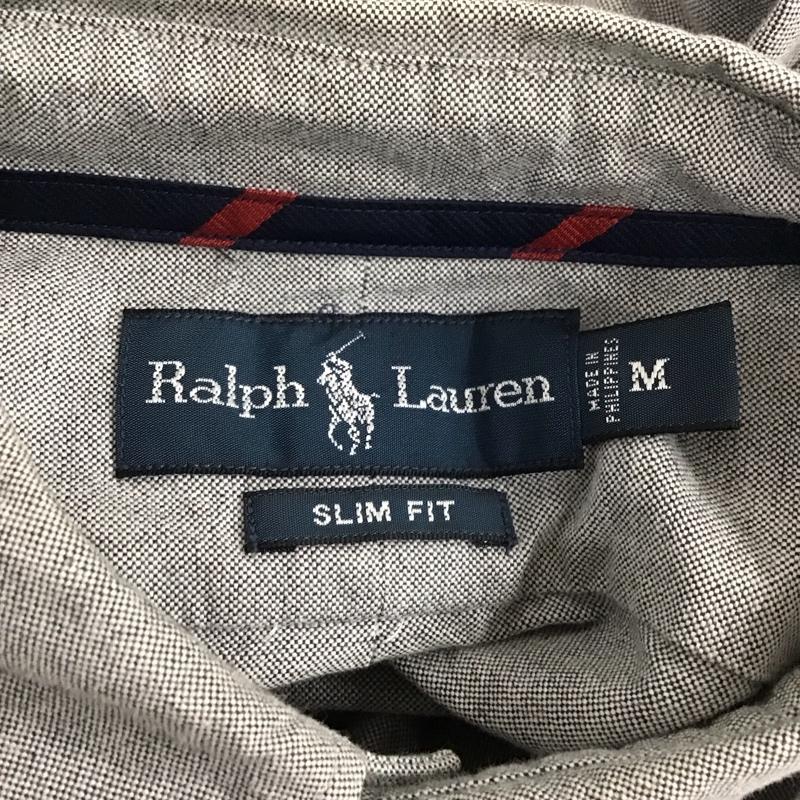 Ralph Lauren
MADE IN
PHILIPPINES
M
SLIM FIT